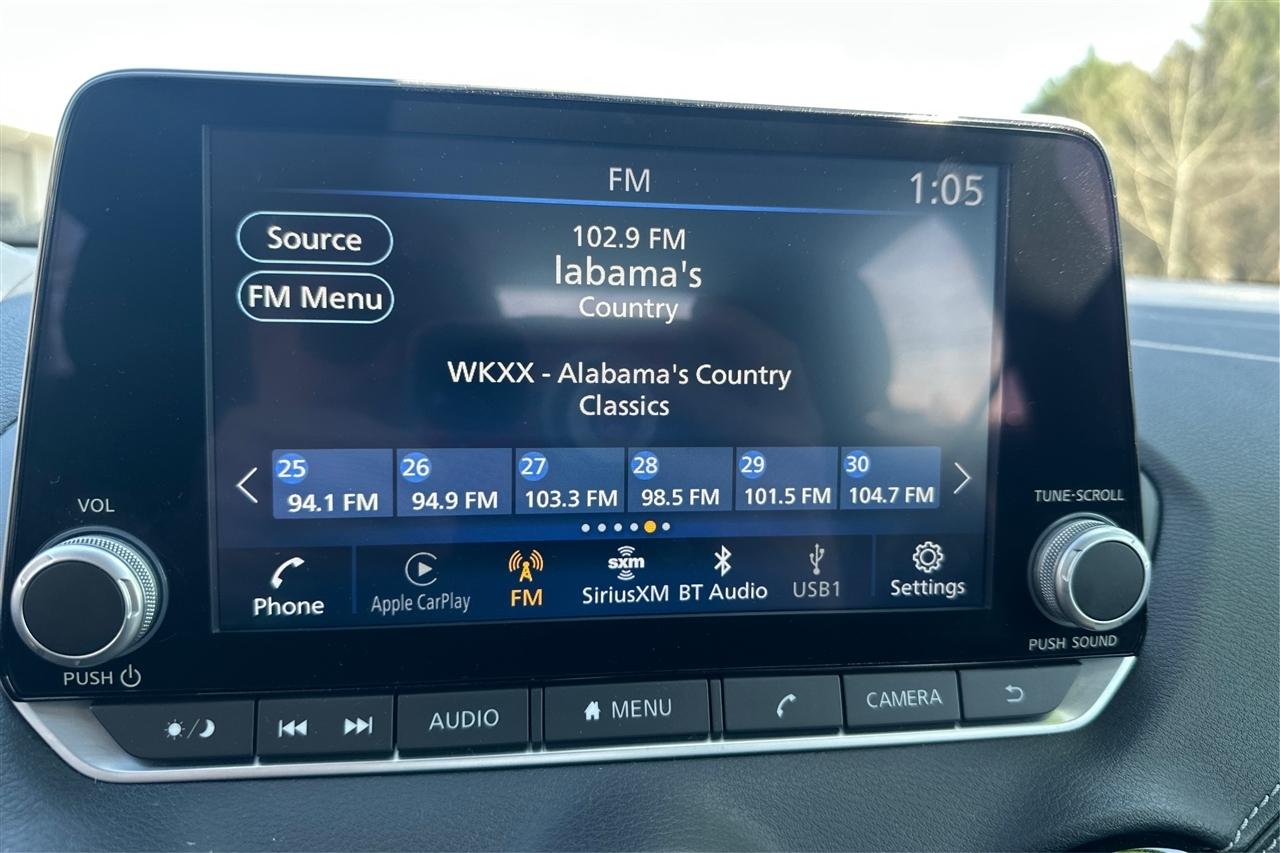 FM
1:05
Source
102.9 FM
labama's
FM Menu
Country
WKXX - Alabama's Country
Classics
25 26 27 28 29 30
94.1 FM 94.9 FM 103.3 FM 98.5 FM 101.5 FM 104.7 FM
VOL
TUNE·SCROLL
sxm
Phone Apple CarPlay FM SiriusXM BT Audio USB1 Settings
PUSH
PUSH SOUND
AUDIO MENU CAMERA